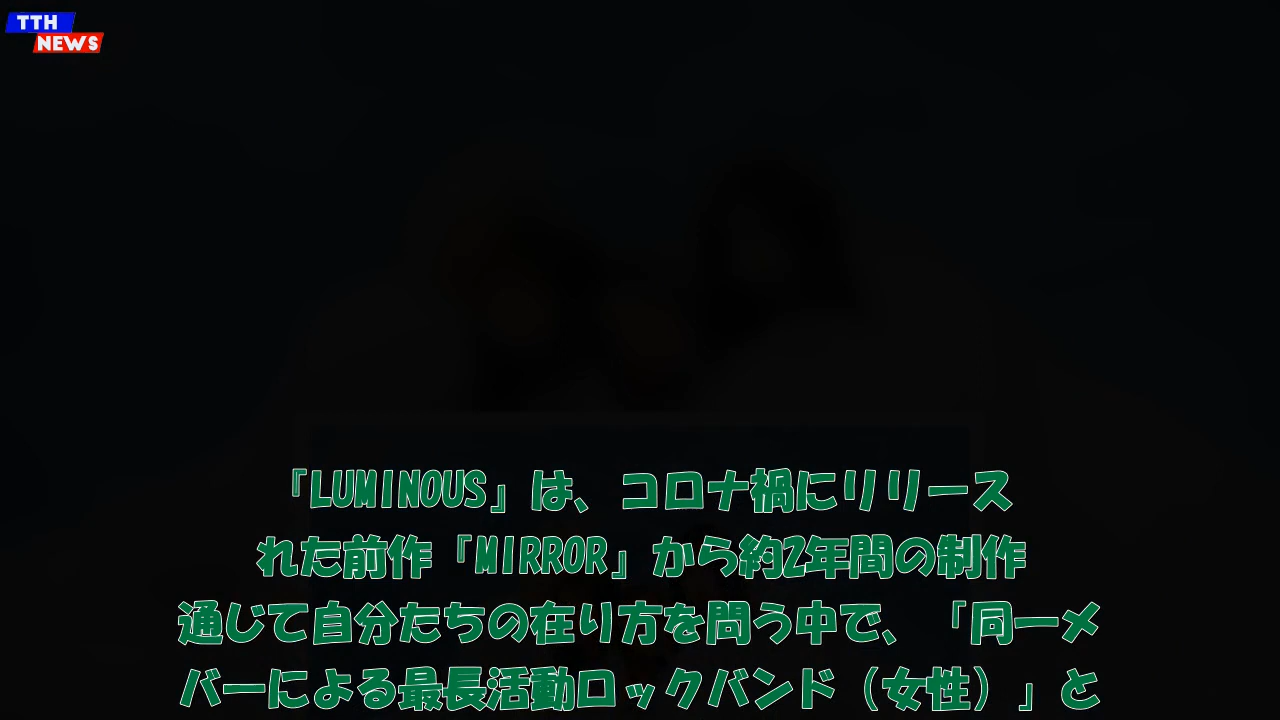 TTH
NEWS
『LUMINOUS』は、コロナ禍にリリース
れた前作『MIRROR』から約2年間の制作
通じて自分たちの在り方を問う中で、「同一メ
バーによる最長活動ロックバンド（女性）」と